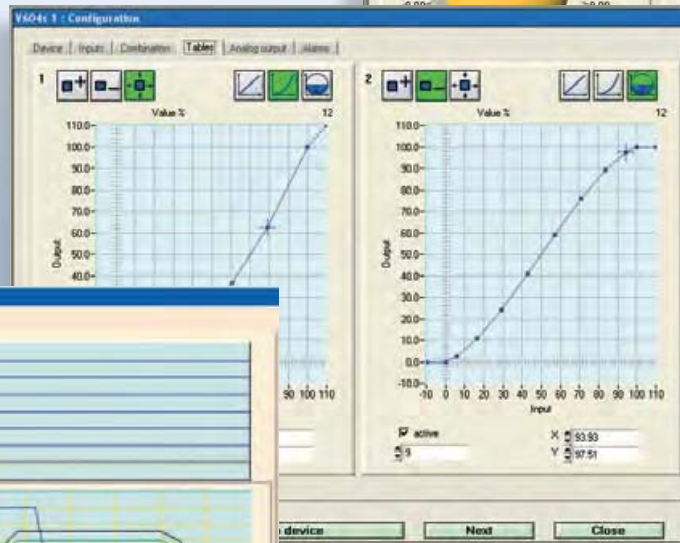 V604s 1 : Configuration
Device Inputs Combination Tables Analog output Alarms
1
Value %
12
110.0
100.0
90.0
80.0
70.0
60.0
50.0
40.0
Output
90 100 110
2
Value %
12
110.0
100.0
90.0
80.0
70.0
60.0
50.0
40.0
30.0
20.0
10.0
0.0
-10.0
Output
-10 0 10 20 30 40 50 60 70 80 90 100 110
Input
active
9
X 93.93
Y 97.51
device
Next
Close